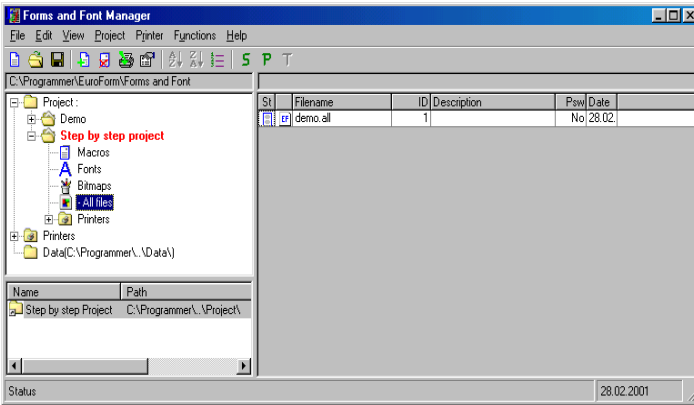 Forms and Font Manager
File Edit View Project Printer Functions Help
S P T
C:\Programmer\EuroForm\Forms and Font
Project :
Demo
Step by step project
Macros
Fonts
Bitmaps
- All files
Printers
Printers
Data(C:\Programmer\..\Data\)
Name Path
Step by step Project C:\Programmer\..\Project\
St Filename ID Description Psw Date
EF demo.all 1 No 28.02.
Status 28.02.2001